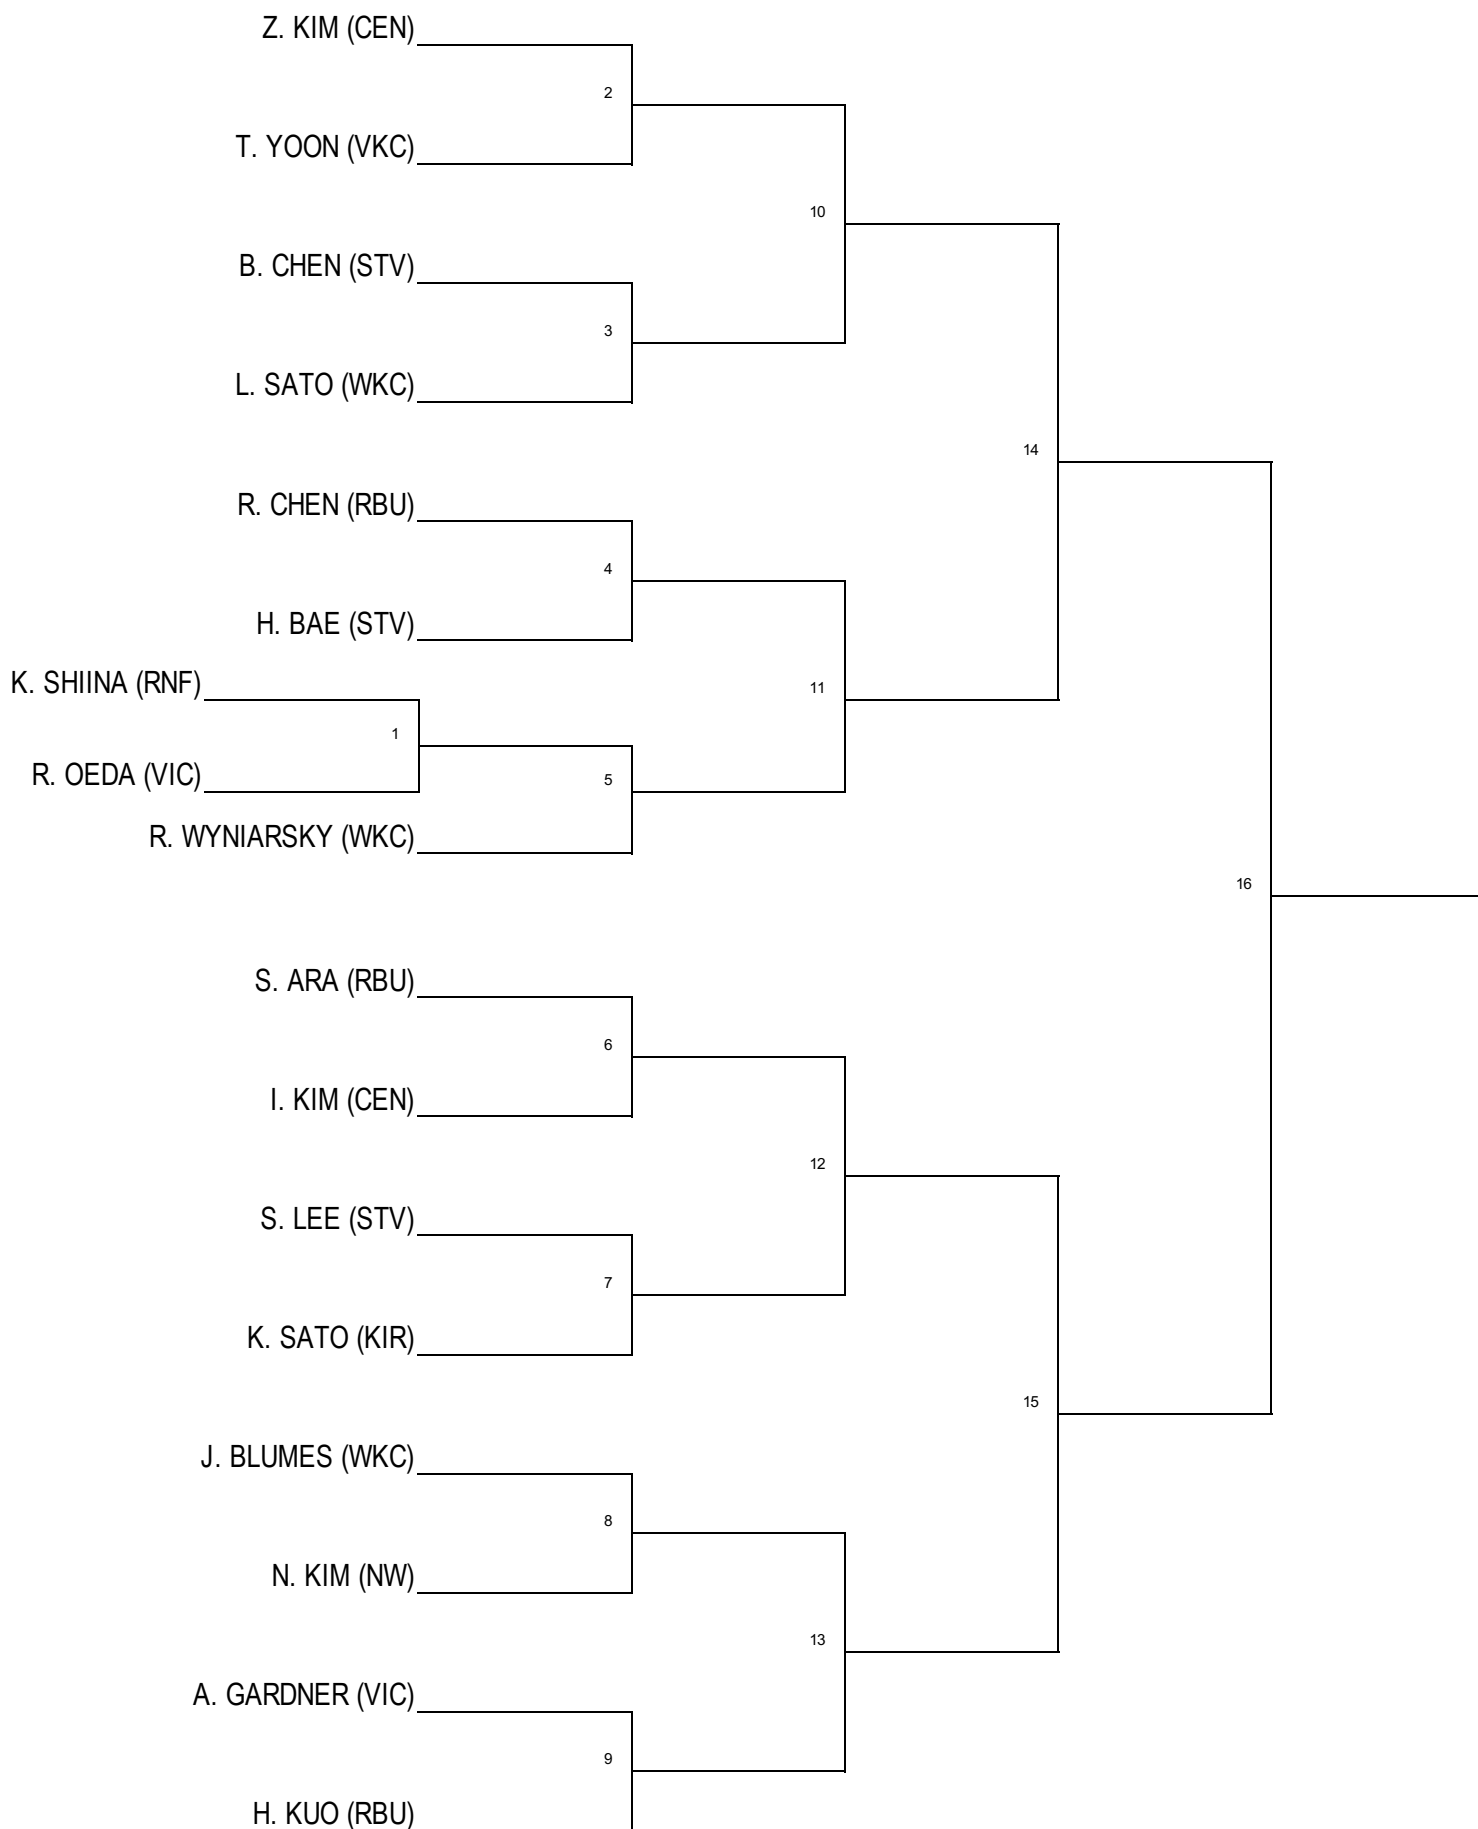 Z. KIM (CEN)
2
T. YOON (VKC)
10
B. CHEN (STV)
3
L. SATO (WKC)
14
R. CHEN (RBU)
4
H. BAE (STV)
K. SHIINA (RNF)
11
1
R. OEDA (VIC)
5
R. WYNIARSKY (WKC)
16
S. ARA (RBU)
6
I. KIM (CEN)
12
S. LEE (STV)
7
K. SATO (KIR)
15
J. BLUMES (WKC)
8
N. KIM (NW)
13
A. GARDNER (VIC)
9
H. KUO (RBU)